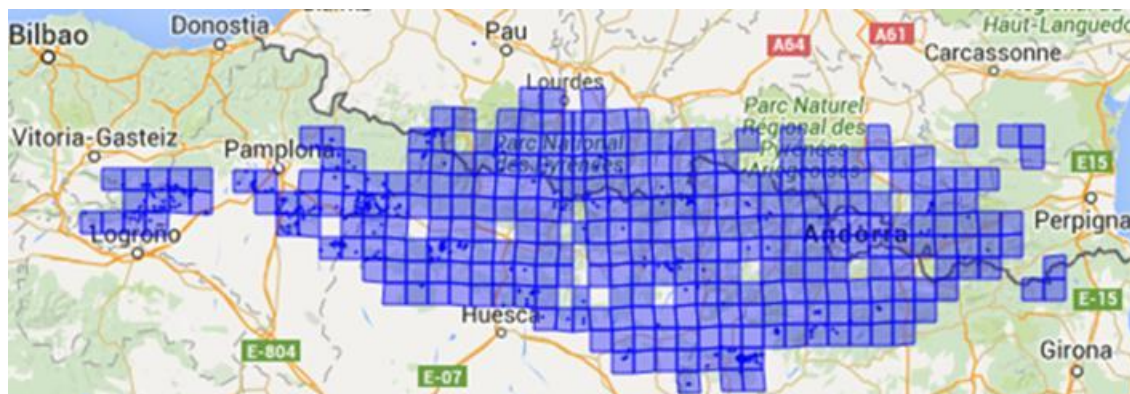 Bilbao
Donostia
Pau
A64
A61
Haut-Languedo
Carcassonne
Lourdes
Parc Naturel
Régional des
Pyrénées
Vitoria-Gasteiz
Pamplona
Parc National
des Pyrénées
E15
Logroño
Andorra
Perpigna
Huesca
E-15
E-804
E-07
Girona